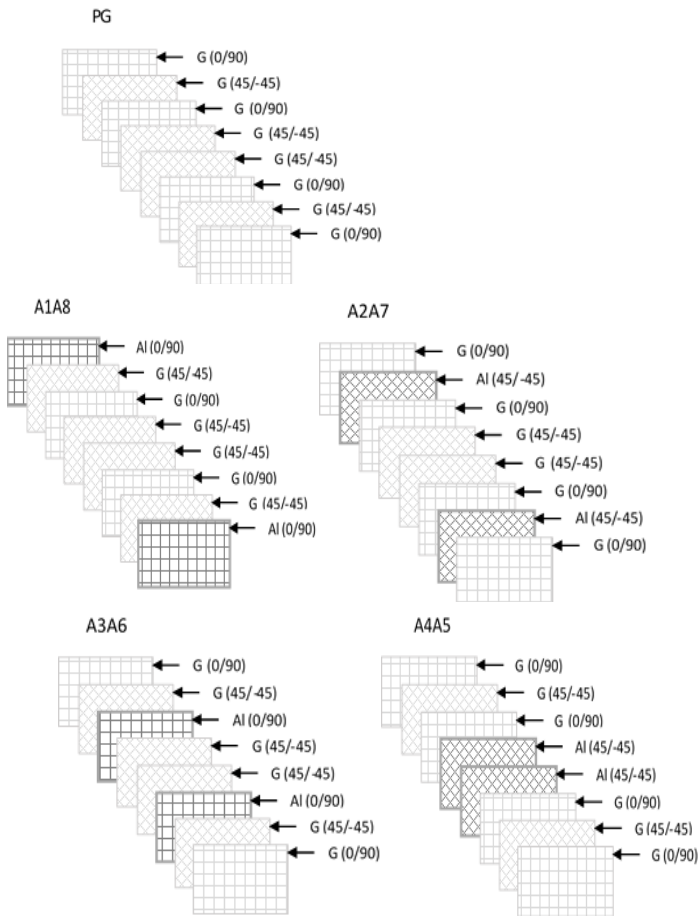 PG
G (0/90)
G (45/-45)
G (0/90)
G (45/-45)
G (45/-45)
G (0/90)
G (45/-45)
G (0/90)
A1A8
Al (0/90)
G (45/-45)
G (0/90)
G (45/-45)
G (45/-45)
G (0/90)
G (45/-45)
Al (0/90)
A2A7
G (0/90)
Al (45/-45)
G (0/90)
G (45/-45)
G (45/-45)
G (0/90)
Al (45/-45)
G (0/90)
A3A6
G (0/90)
G (45/-45)
Al (0/90)
G (45/-45)
G (45/-45)
Al (0/90)
G (45/-45)
G (0/90)
A4A5
G (0/90)
G (45/-45)
G (0/90)
Al (45/-45)
Al (45/-45)
G (0/90)
G (45/-45)
G (0/90)